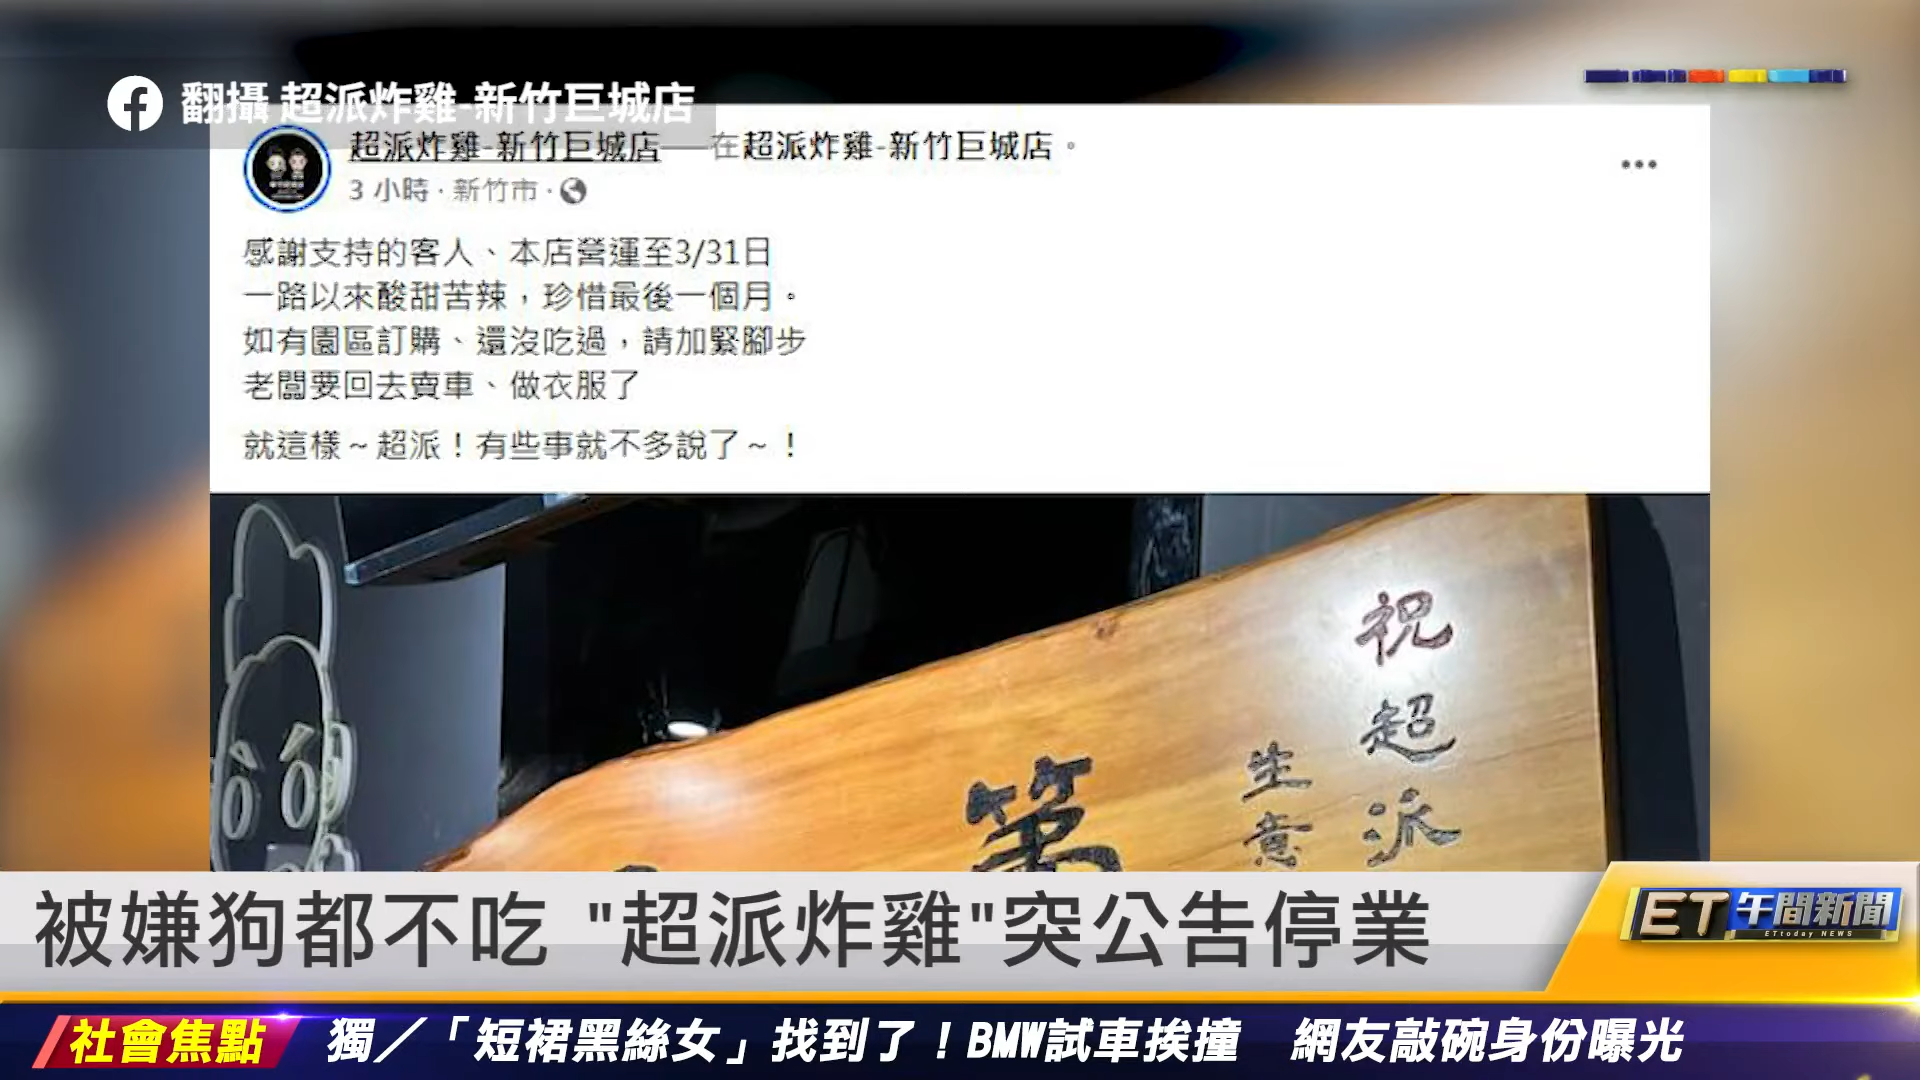 翻攝 超派炸雞-新竹巨城店
超派炸雞-新竹巨城店——在超派炸雞-新竹巨城店。
3 小時·新竹市·
感謝支持的客人、本店營運至3/31日
一路以來酸甜苦辣，珍惜最後一個月。
如有園區訂購、還沒吃過，請加緊腳步
老闆要回去賣車、做衣服了
就這樣～超派！有些事就不多說了～！
祝超派
生意
第
被嫌狗都不吃 "超派炸雞"突公告停業
ET午間新聞
ETtoday NEWS
社會焦點
獨／「短裙黑絲女」找到了！BMW試車挨撞 網友敲碗身份曝光